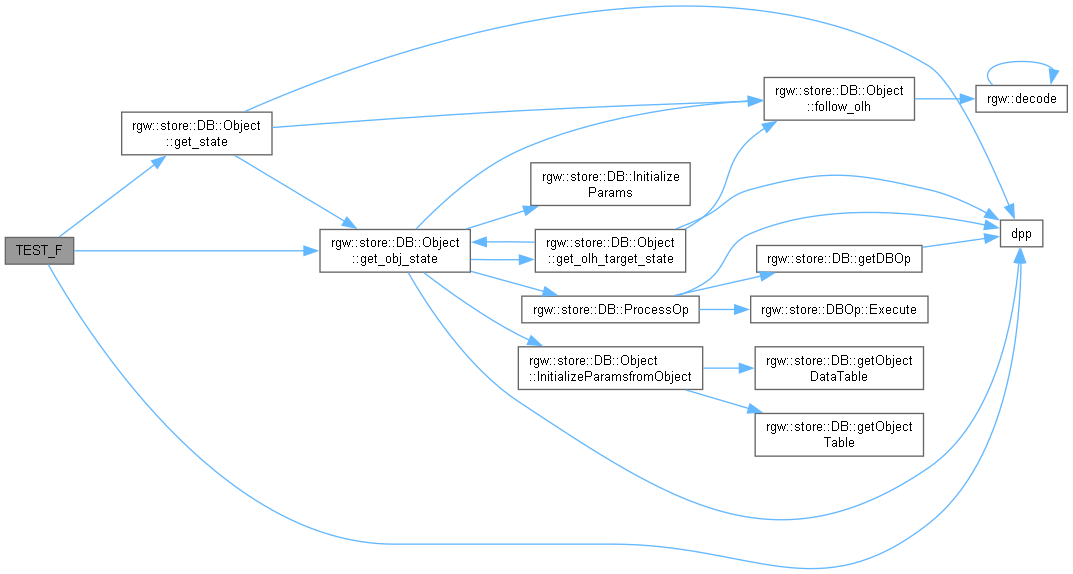 rgw::store::DB::Object
::get_state
TEST_F
rgw::store::DB::Object
::get_obj_state
rgw::store::DB::Initialize
Params
rgw::store::DB::Object
::get_olh_target_state
rgw::store::DB::ProcessOp
rgw::store::DB::Object
::InitializeParamsfromObject
rgw::store::DB::Object
::follow_olh
rgw::store::DB::getDBOp
rgw::store::DBOp::Execute
rgw::store::DB::getObject
DataTable
rgw::store::DB::getObject
Table
rgw::decode
dpp